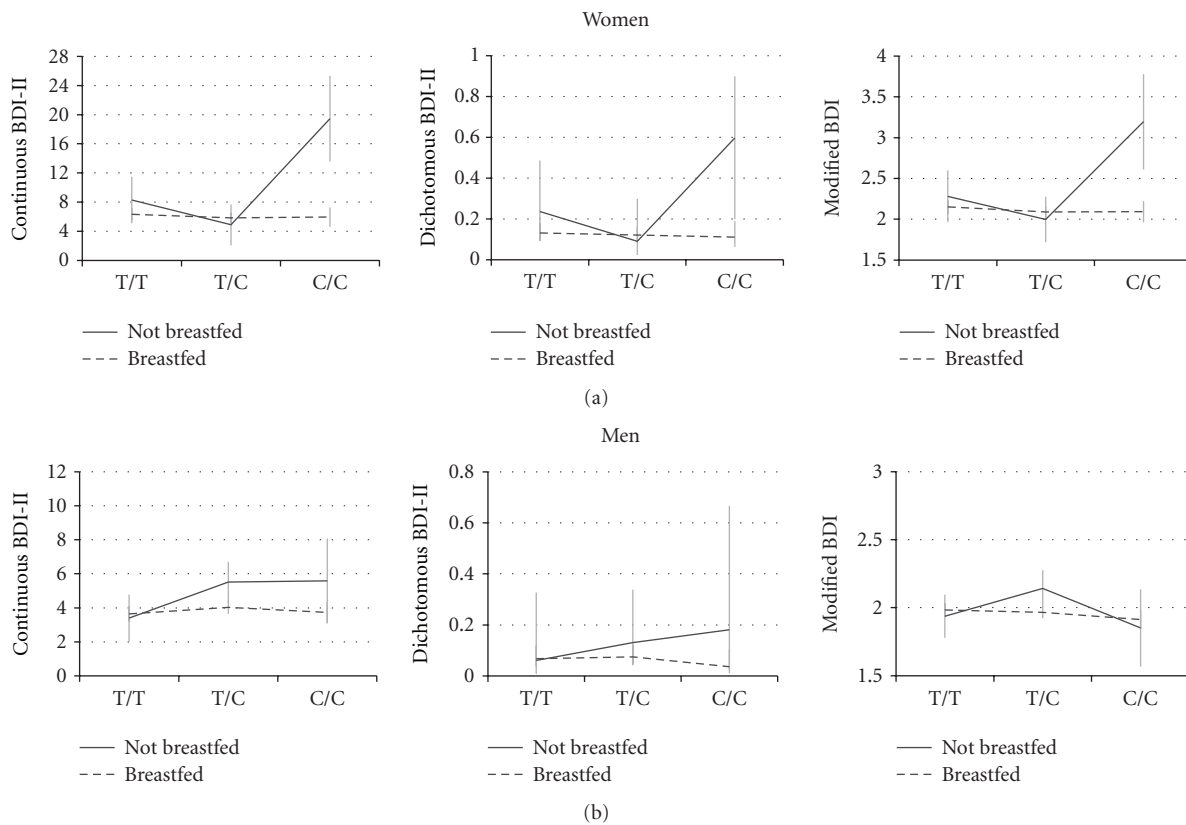 Women
Continuous BDI-II
28
24
20
16
12
8
4
0
T/T T/C C/C
Not breastfed
Breastfed
Dichotomous BDI-II
1
0.8
0.6
0.4
0.2
0
T/T T/C C/C
Not breastfed
Breastfed
Modified BDI
4
3.5
3
2.5
2
1.5
T/T T/C C/C
Not breastfed
Breastfed
(a)
Men
Continuous BDI-II
12
10
8
6
4
2
0
T/T T/C C/C
Not breastfed
Breastfed
Dichotomous BDI-II
0.8
0.6
0.4
0.2
0
T/T T/C C/C
Not breastfed
Breastfed
Modified BDI
3
2.5
2
1.5
T/T T/C C/C
Not breastfed
Breastfed
(b)